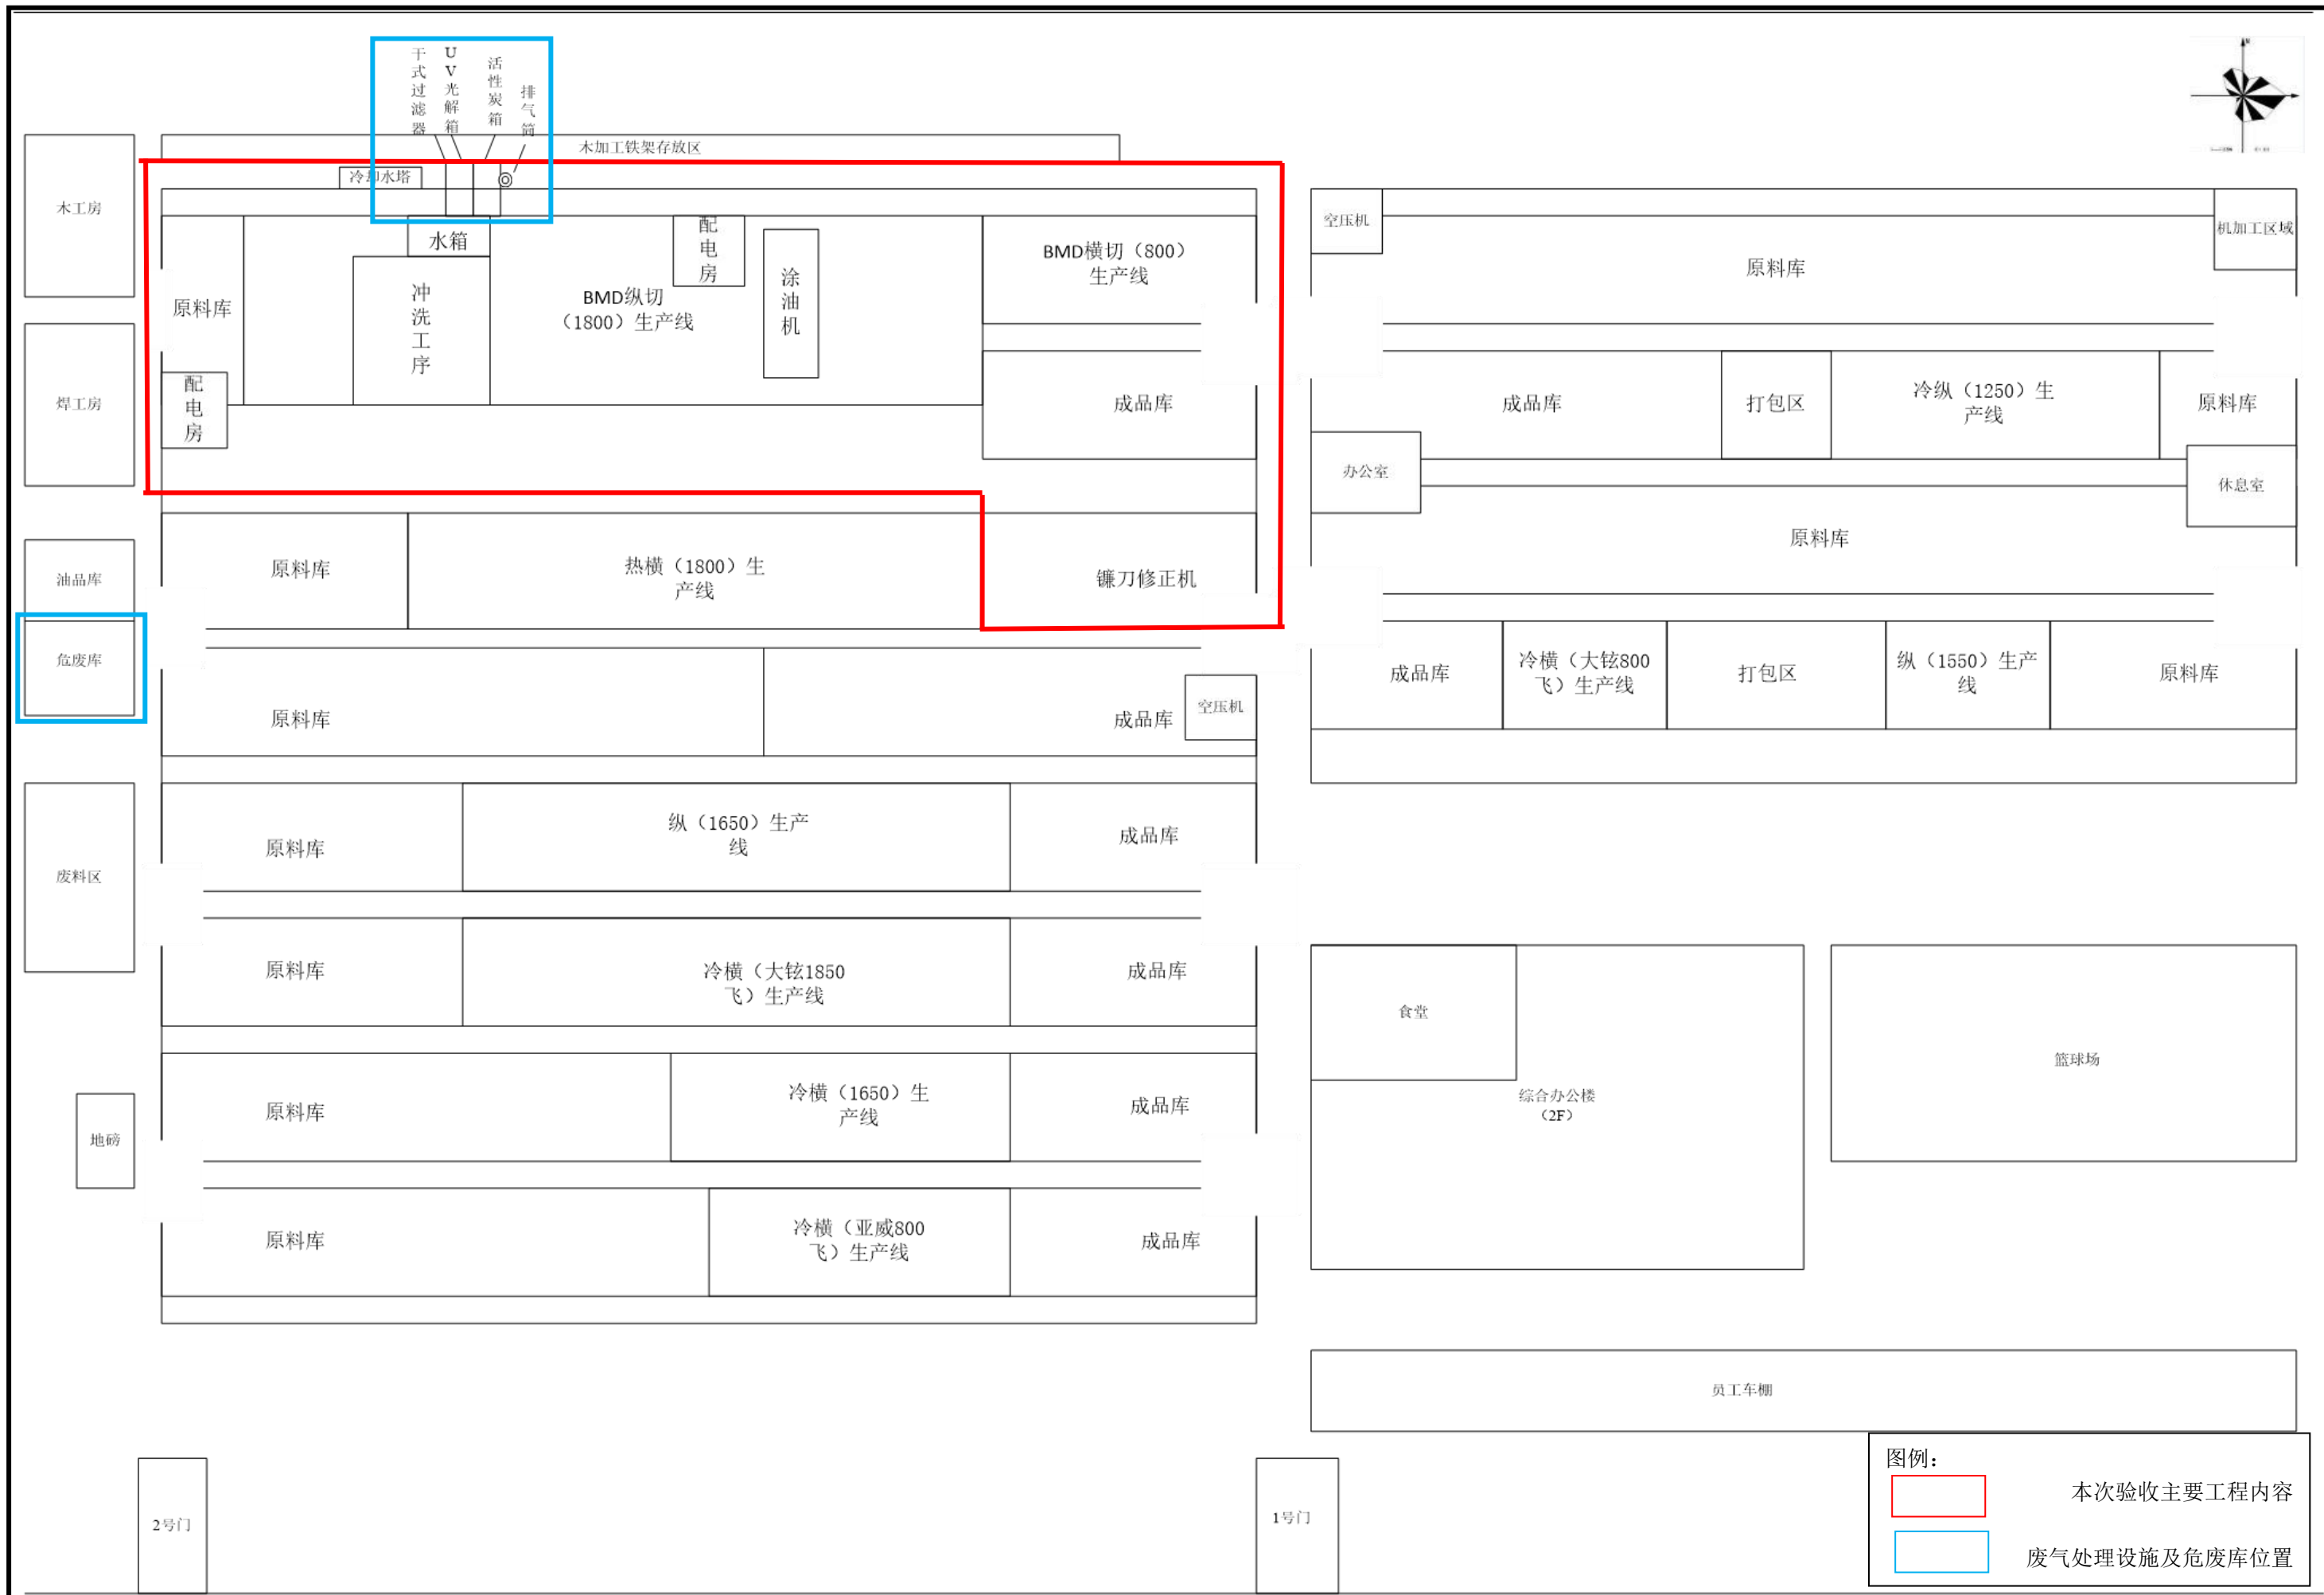 干式过滤器
UV光解箱
活性炭箱
排气筒
N
木加工铁架存放区
冷却水塔
木工房
水箱
配电房
BMD横切（800）
生产线
涂油机
原料库
冲洗工序
BMD纵切
（1800）生产线
配电房
成品库
焊工房
空压机
机加工区域
原料库
成品库
打包区
冷纵（1250）生
产线
原料库
办公室
休息室
原料库
油品库
原料库
热横（1800）生
产线
镰刀修正机
危废库
原料库
成品库
空压机
成品库
冷横（大铉800
飞）生产线
打包区
纵（1550）生产
线
原料库
废料区
原料库
纵（1650）生产
线
成品库
原料库
冷横（大铉1850
飞）生产线
成品库
食堂
综合办公楼
（2F）
篮球场
地磅
原料库
冷横（1650）生
产线
成品库
原料库
冷横（亚威800
飞）生产线
成品库
员工车棚
2号门
1号门
图例：
本次验收主要工程内容
废气处理设施及危废库位置